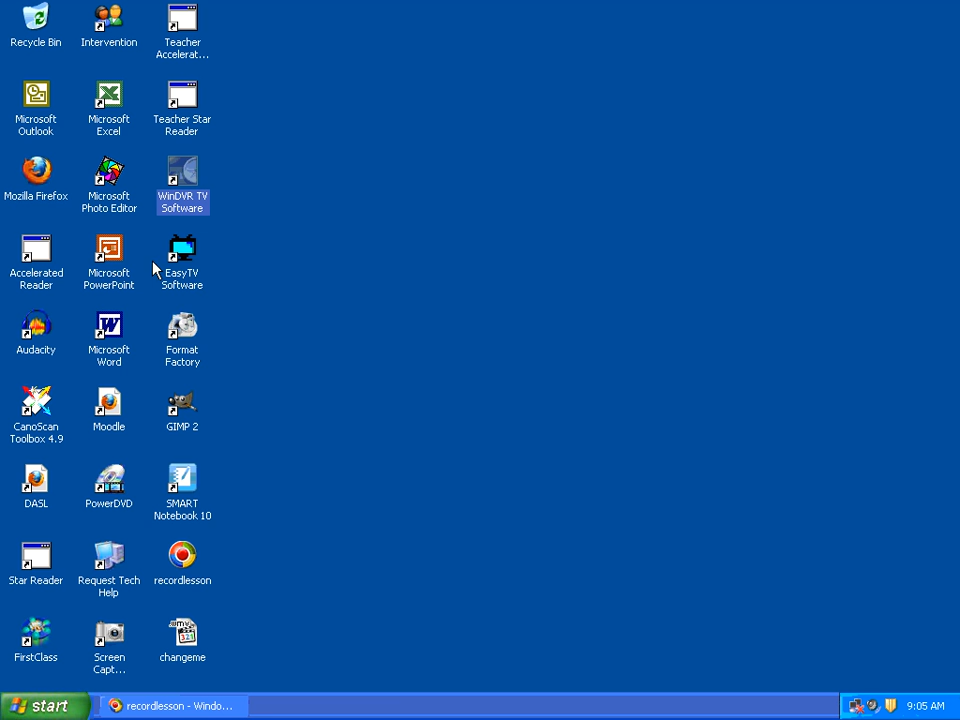 Recycle Bin
Intervention
Teacher
Accelerat...
Microsoft
Outlook
Microsoft
Excel
Teacher Star
Reader
Mozilla Firefox
Microsoft
Photo Editor
WinDVR TV
Software
Accelerated
Reader
Microsoft
PowerPoint
EasyTV
Software
Audacity
Microsoft
Word
Format
Factory
CanoScan
Toolbox 4.9
Moodle
GIMP 2
DASL
PowerDVD
SMART
Notebook 10
Star Reader
Request Tech
Help
recordlesson
FirstClass
Screen
Capt...
WMV
321
changeme
start
recordlesson - Windo...
9:05 AM